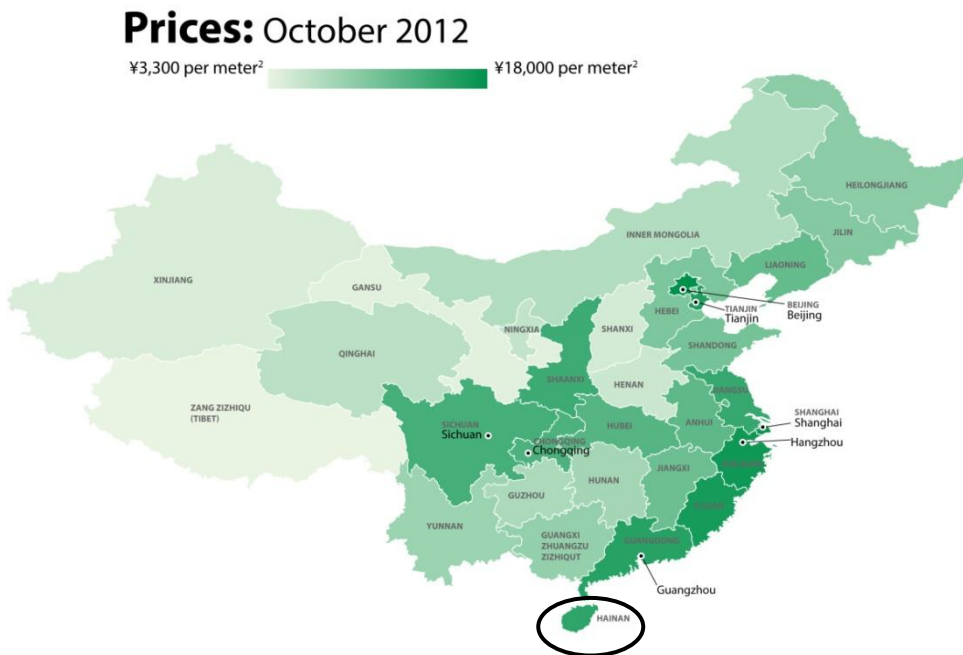 Prices: October 2012
¥3,300 per meter²
¥18,000 per meter²
HEILONGJIANG
JILIN
INNER MONGOLIA
LIAONING
XINJIANG
GANSU
BEIJING
Beijing
TIANJIN
Tianjin
HEBEI
NINGXIA
SHANXI
SHANDONG
QINGHAI
SHAANXI
HENAN
JIANGSU
ZANG ZIZHIQU
(TIBET)
SHANGHAI
Shanghai
SICHUAN
Sichuan
HUBEI
ANHUI
Hangzhou
CHONGQING
Chongqing
JIANGXI
HUNAN
GUZHOU
YUNNAN
GUANGXI
ZHUANGZU
ZIZHIQUT
GUANGDONG
Guangzhou
HAINAN